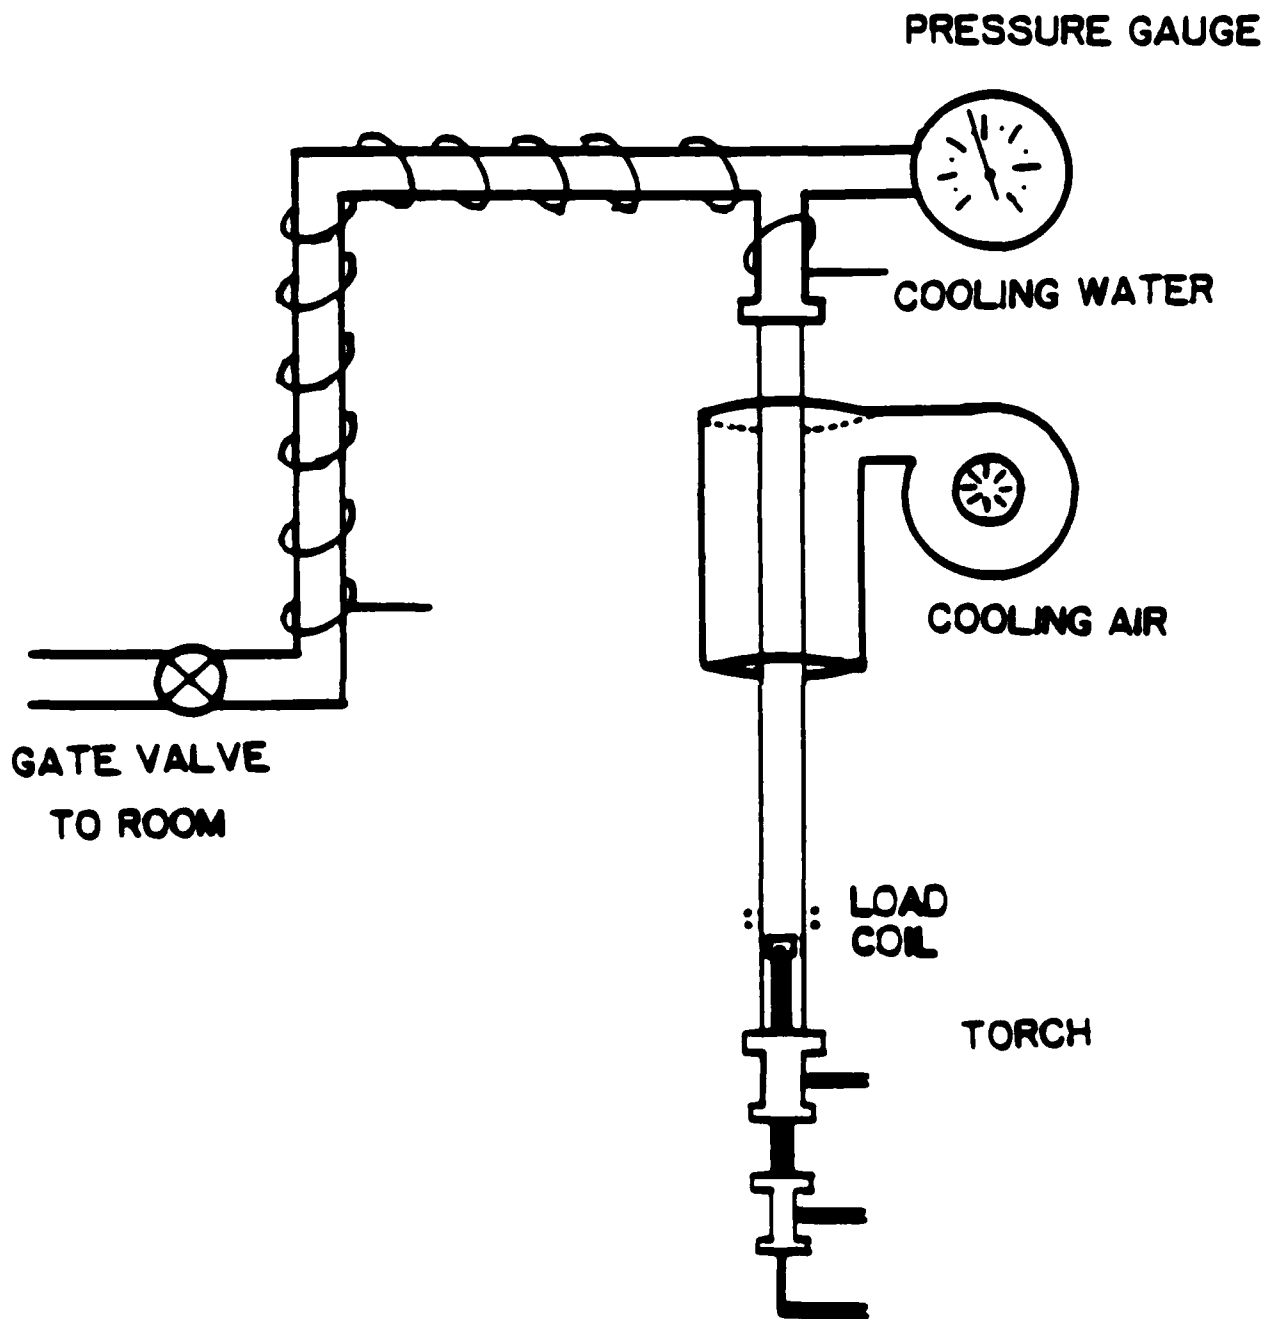 PRESSURE GAUGE
COOLING WATER
COOLING AIR
GATE VALVE
TO ROOM
LOAD
COIL
TORCH